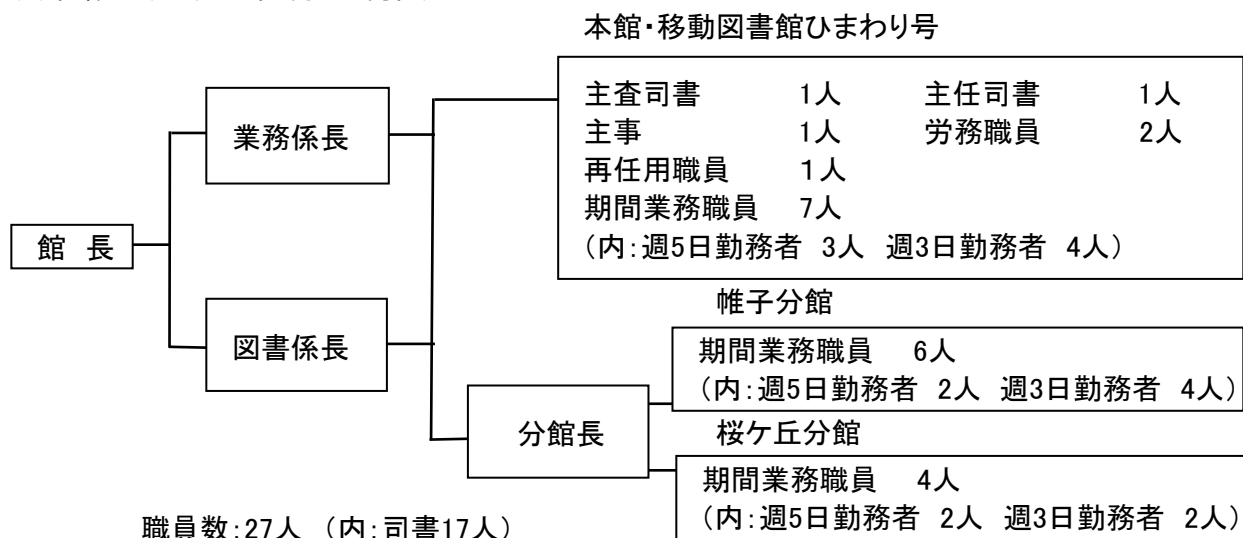 本館・移動図書館ひまわり号
主査司書 1人 主任司書 1人
主事 1人 労務職員 2人
再任用職員 1人
期間業務職員 7人
（内：週5日勤務者 3人 週3日勤務者 4人）
業務係長
館 長
図書係長
分館長
帷子分館
期間業務職員 6人
（内：週5日勤務者 2人 週3日勤務者 4人）
桜ケ丘分館
期間業務職員 4人
（内：週5日勤務者 2人 週3日勤務者 2人）
職員数：27人 （内：司書17人）